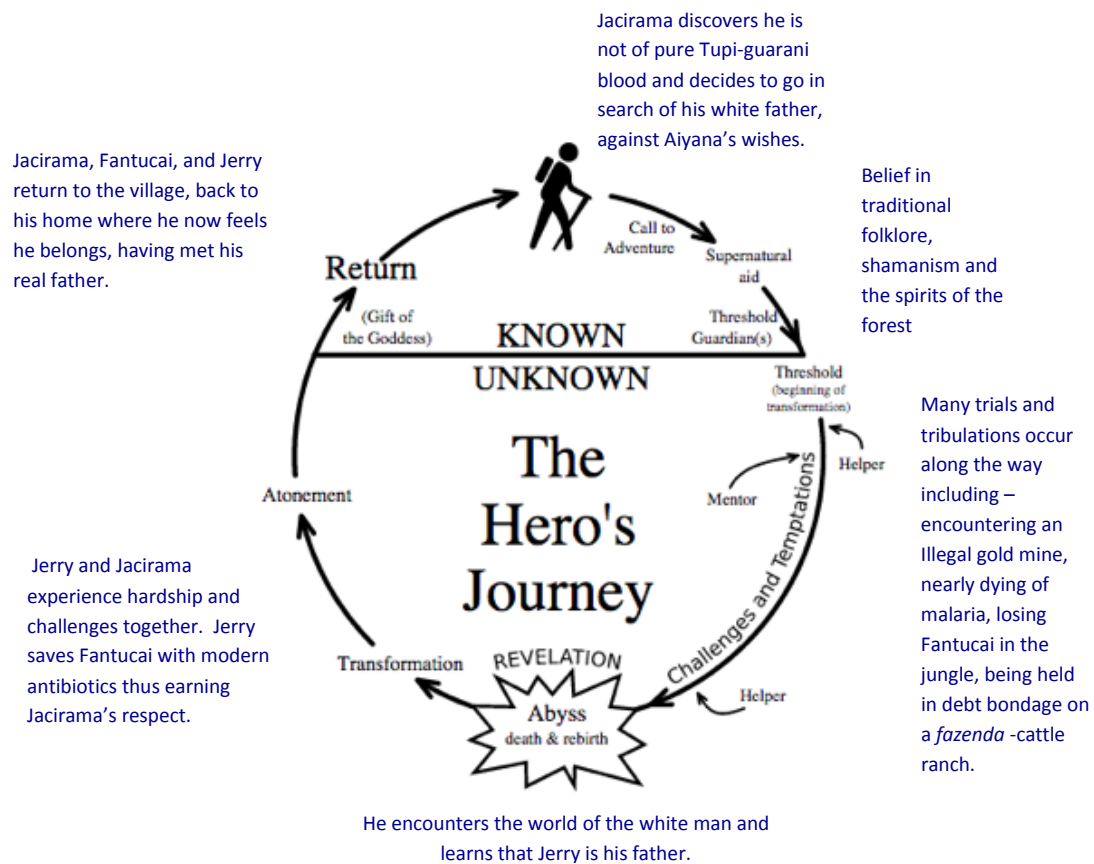 Jacirama discovers he is
not of pure Tupi-guarani
blood and decides to go in
search of his white father,
against Aiyana's wishes.
Jacirama, Fantucai, and Jerry
return to the village, back to
his home where he now feels
he belongs, having met his
real father.
Belief in
traditional
folklore,
shamanism and
the spirits of the
forest
Call to
Adventure
Supernatural
aid
Return
(Gift of
the Goddess)
KNOWN
Threshold
Guardian(s)
UNKNOWN
Threshold
(beginning of
transformation)
Helper
Mentor
Challenges and Temptations
The
Hero's
Journey
Many trials and
tribulations occur
along the way
including –
encountering an
Illegal gold mine,
nearly dying of
malaria, losing
Fantucai in the
jungle, being held
in debt bondage on
a fazenda -cattle
ranch.
Atonement
Jerry and Jacirama
experience hardship and
challenges together.  Jerry
saves Fantucai with modern
antibiotics thus earning
Jacirama's respect.
Transformation
REVELATION
Abyss
death & rebirth
Helper
He encounters the world of the white man and
learns that Jerry is his father.